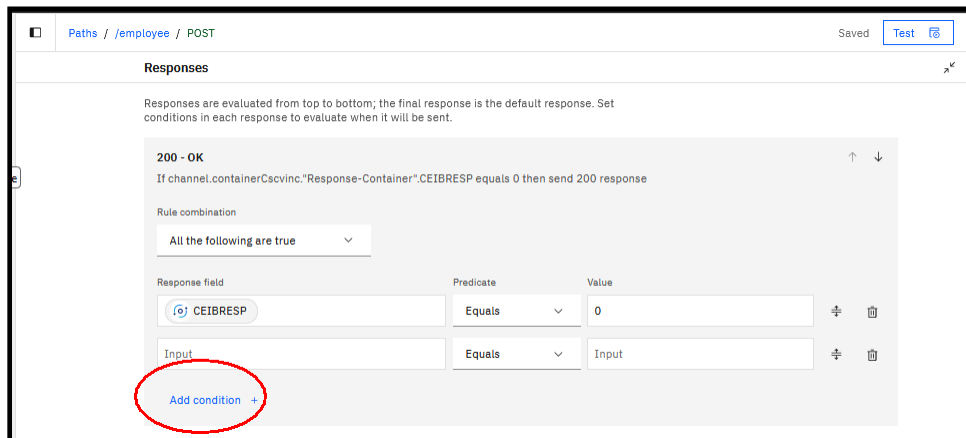 Paths / /employee / POST
Saved
Test
Responses
Responses are evaluated from top to bottom; the final response is the default response. Set
conditions in each response to evaluate when it will be sent.
e
200 - OK
If channel.containerCscvinc."Response-Container".CEIBRESP equals 0 then send 200 response
Rule combination
All the following are true
Response field Predicate Value
CEIBRESP Equals 0
Input Equals Input
Add condition +